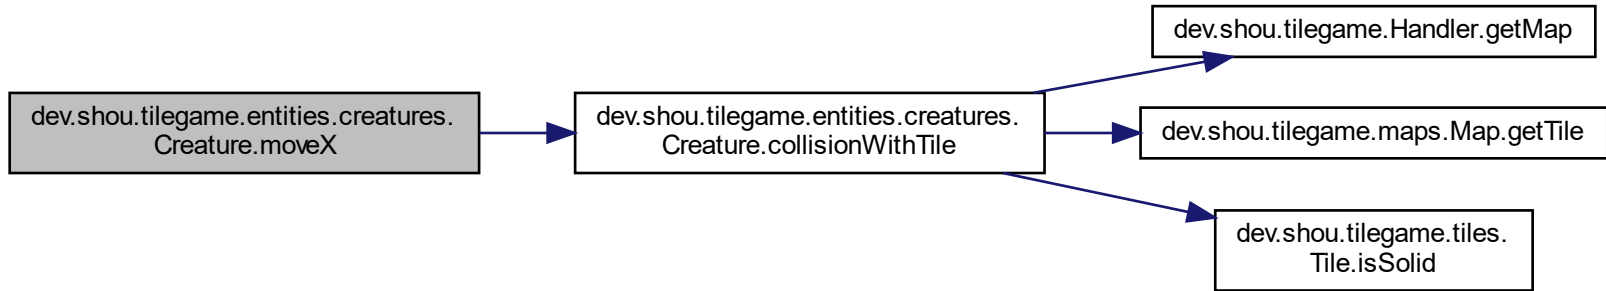 dev.shou.tilegame.entities.creatures.
Creature.moveX
dev.shou.tilegame.entities.creatures.
Creature.collisionWithTile
dev.shou.tilegame.Handler.getMap
dev.shou.tilegame.maps.Map.getTile
dev.shou.tilegame.tiles.
Tile.isSolid